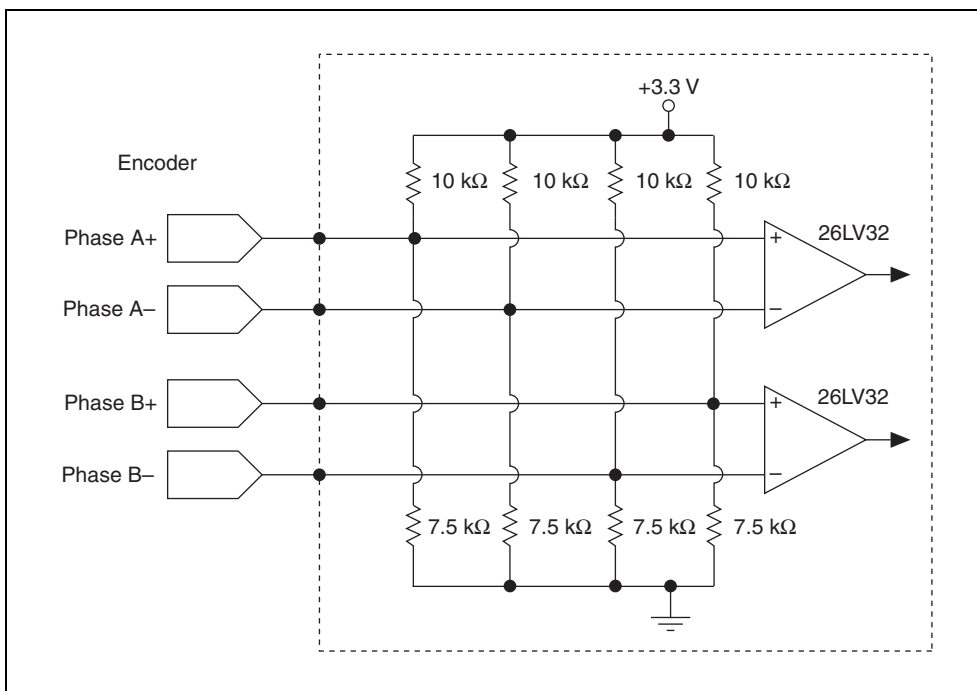 +3.3 V
Encoder
10 kΩ 10 kΩ 10 kΩ 10 kΩ
Phase A+
+
26LV32
Phase A–
–
Phase B+
+
26LV32
Phase B–
–
7.5 kΩ 7.5 kΩ 7.5 kΩ 7.5 kΩ